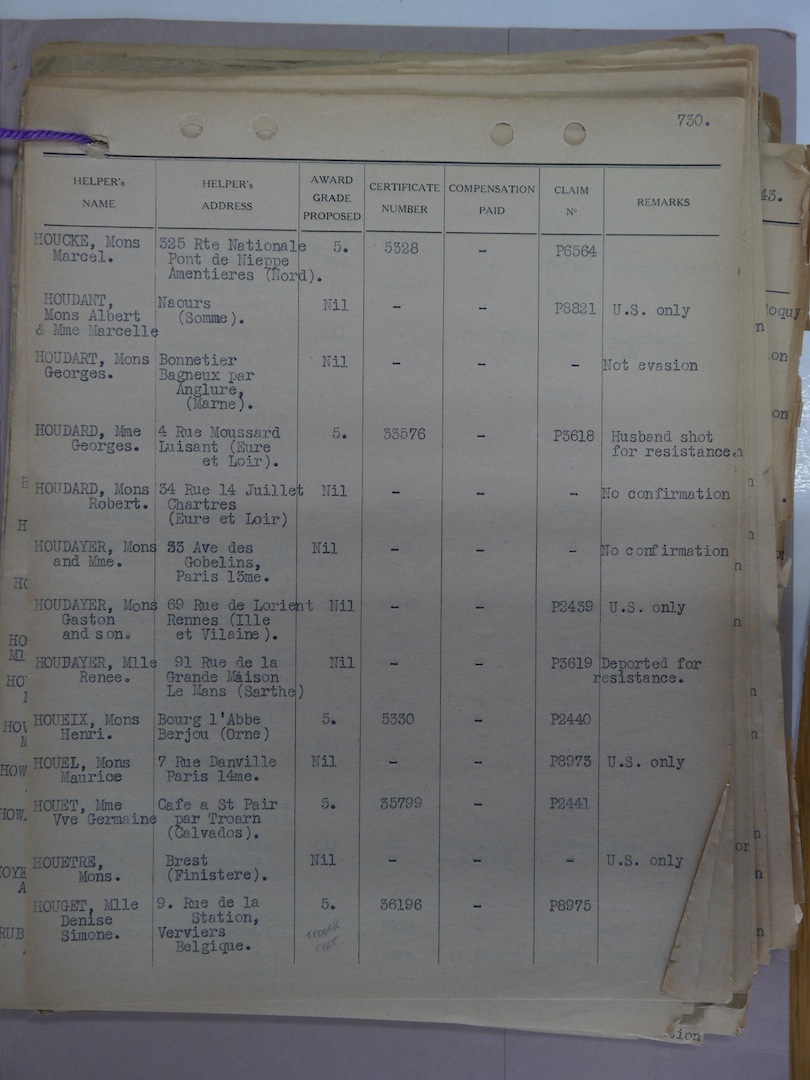 730.
HELPER's NAME HELPER's ADDRESS AWARD GRADE PROPOSED CERTIFICATE NUMBER COMPENSATION PAID CLAIM No REMARKS
HOUCKE, Mons 325 Rte Nationale 5. 5328 - P6564
Marcel. Pont de Nieppe
Amentieres (Nord).
HOUDANT, Naours Nil - - P8821 U.S. only
Mons Albert (Somme).
& Mme Marcelle
HOUDART, Mons Bonnetier Nil - - - Not evasion
Georges. Bagneux par
Anglure,
(Marne).
HOUDARD, Mme 4 Rue Moussard 5. 33576 - P3618 Husband shot
Georges. Luisant (Eure for resistance.
et Loir).
HOUDARD, Mons 34 Rue 14 Juillet Nil - - - No confirmation
Robert. Chartres
(Eure et Loir)
HOUDAYER, Mons 33 Ave des Nil - - - No confirmation
and Mme. Gobelins,
Paris 13me.
HOUDAYER, Mons 69 Rue de Lorient Nil - - P2439 U.S. only
Gaston Rennes (Ille
and son. et Vilaine).
HOUDAYER, Mlle 91 Rue de la Nil - - P3619 Deported for
Renee. Grande Maison resistance.
Le Mans (Sarthe)
HOUEIX, Mons Bourg l'Abbe 5. 5330 - P2440
Henri. Berjou (Orne)
HOUEL, Mons 7 Rue Danville Nil - - P8973 U.S. only
Maurice Paris 14me.
HOUET, Mme Cafe a St Pair 5. 35799 - P2441
Vve Germaine par Troarn
(Calvados).
HOUETRE, Brest Nil - - - U.S. only
Mons. (Finistere).
HOUGET, Mlle 9. Rue de la 5. 36196 - P8975
Denise Station,
Simone. Verviers
Belgique.